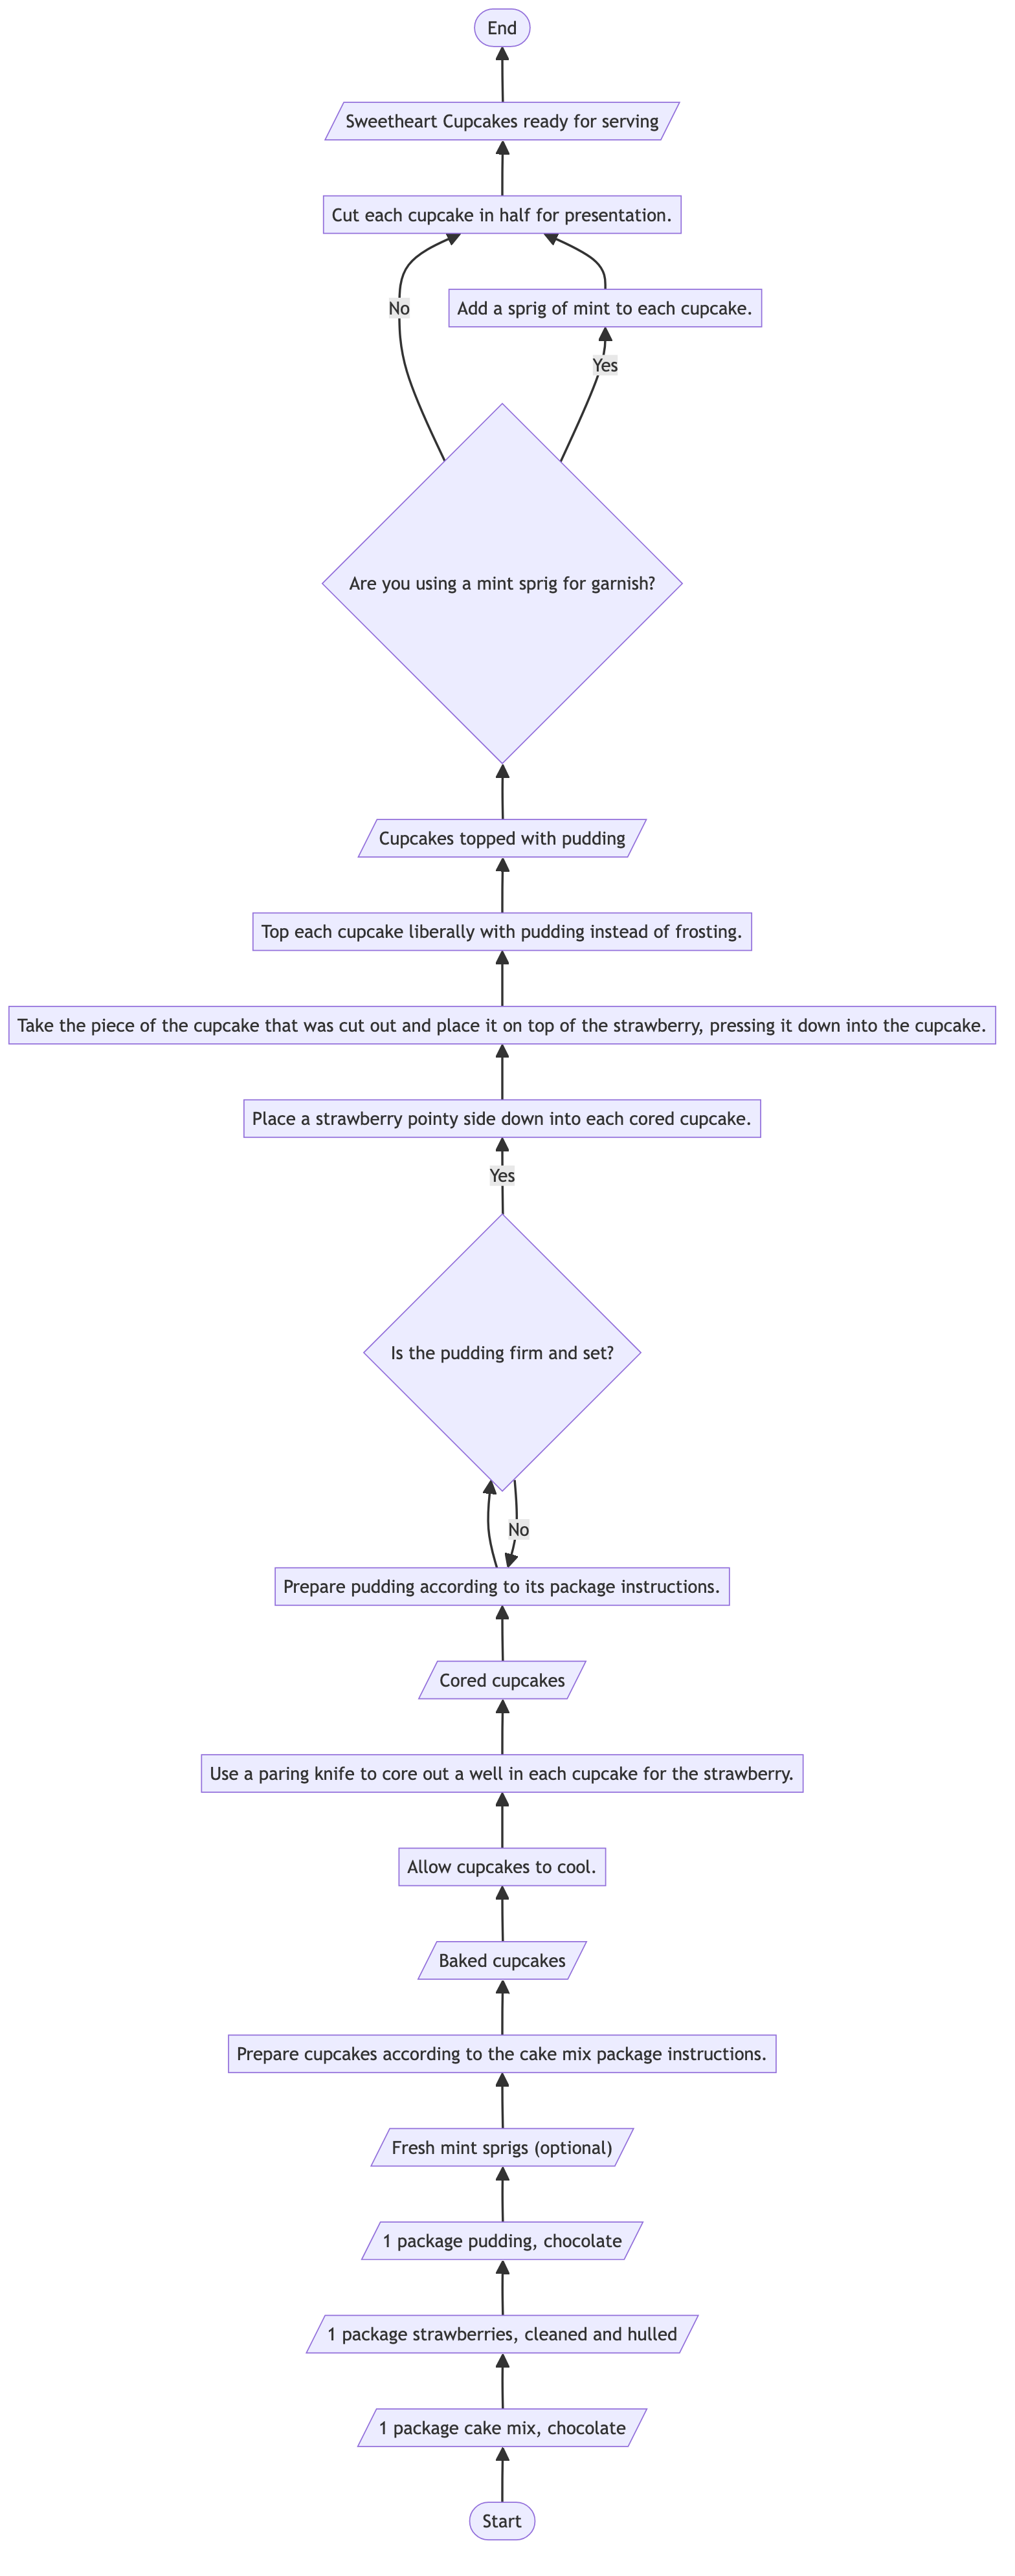 End
Sweetheart Cupcakes ready for serving
Cut each cupcake in half for presentation.
No
Add a sprig of mint to each cupcake.
Yes
Are you using a mint sprig for garnish?
Cupcakes topped with pudding
Top each cupcake liberally with pudding instead of frosting.
Take the piece of the cupcake that was cut out and place it on top of the strawberry, pressing it down into the cupcake.
Place a strawberry pointy side down into each cored cupcake.
Yes
Is the pudding firm and set?
No
Prepare pudding according to its package instructions.
Cored cupcakes
Use a paring knife to core out a well in each cupcake for the strawberry.
Allow cupcakes to cool.
Baked cupcakes
Prepare cupcakes according to the cake mix package instructions.
Fresh mint sprigs (optional)
1 package pudding, chocolate
1 package strawberries, cleaned and hulled
1 package cake mix, chocolate
Start